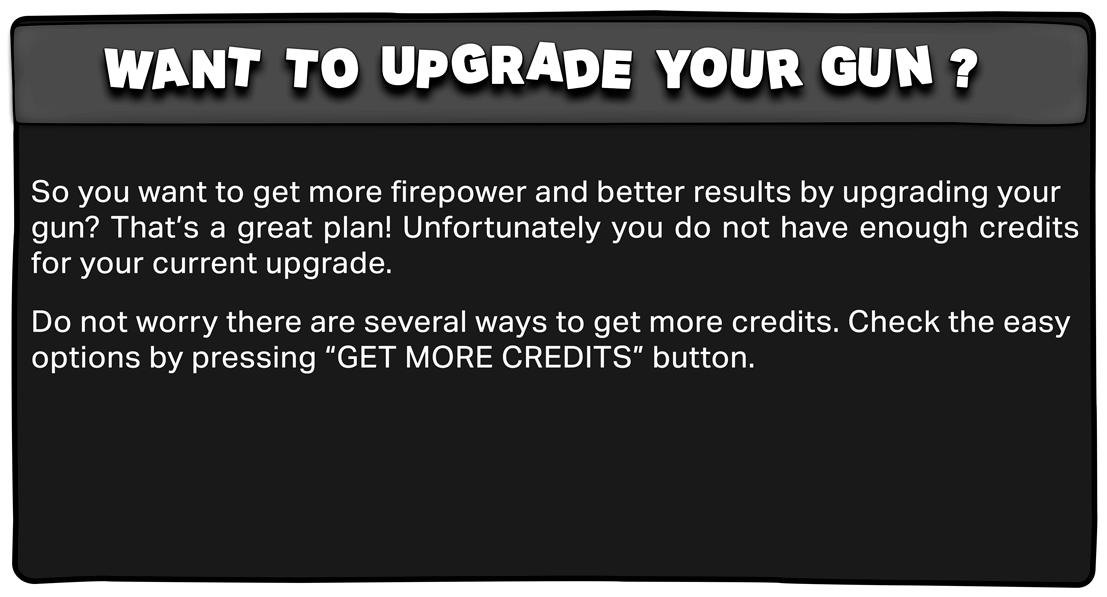 WANT TO UPGRADE YOUR GUN ?
So you want to get more firepower and better results by upgrading your
gun? That's a great plan! Unfortunately you do not have enough credits
for your current upgrade.
Do not worry there are several ways to get more credits. Check the easy
options by pressing “GET MORE CREDITS” button.